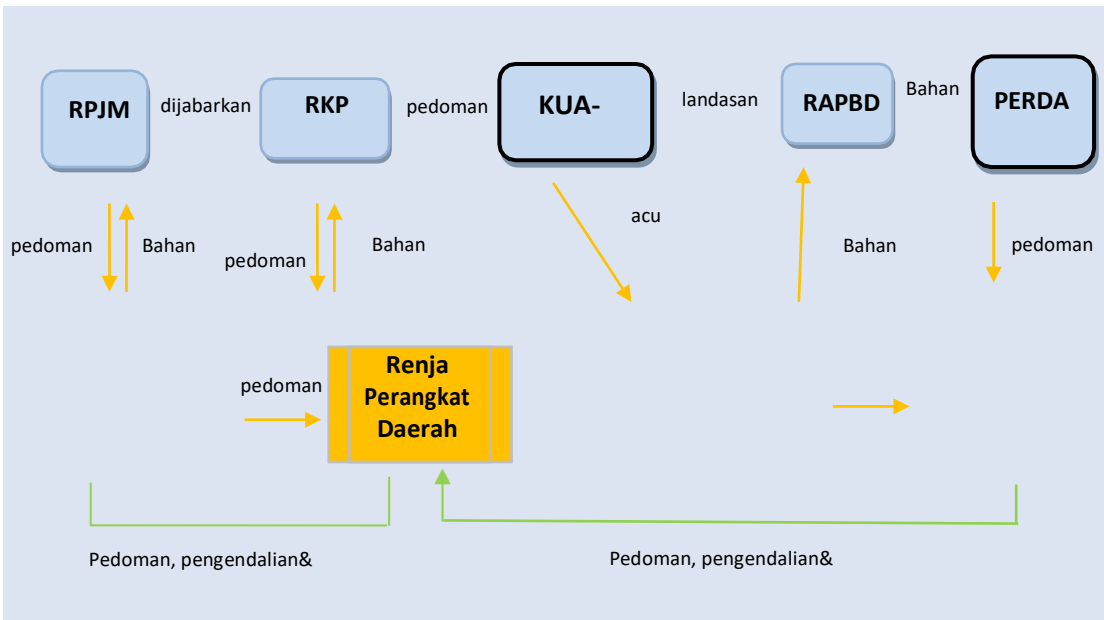 RPJM
dijabarkan
RKP
pedoman
KUA-
landasan
RAPBD
Bahan
PERDA
pedoman
Bahan
pedoman
Bahan
acu
Bahan
pedoman
pedoman
Renja
Perangkat
Daerah
Pedoman, pengendalian&
Pedoman, pengendalian&